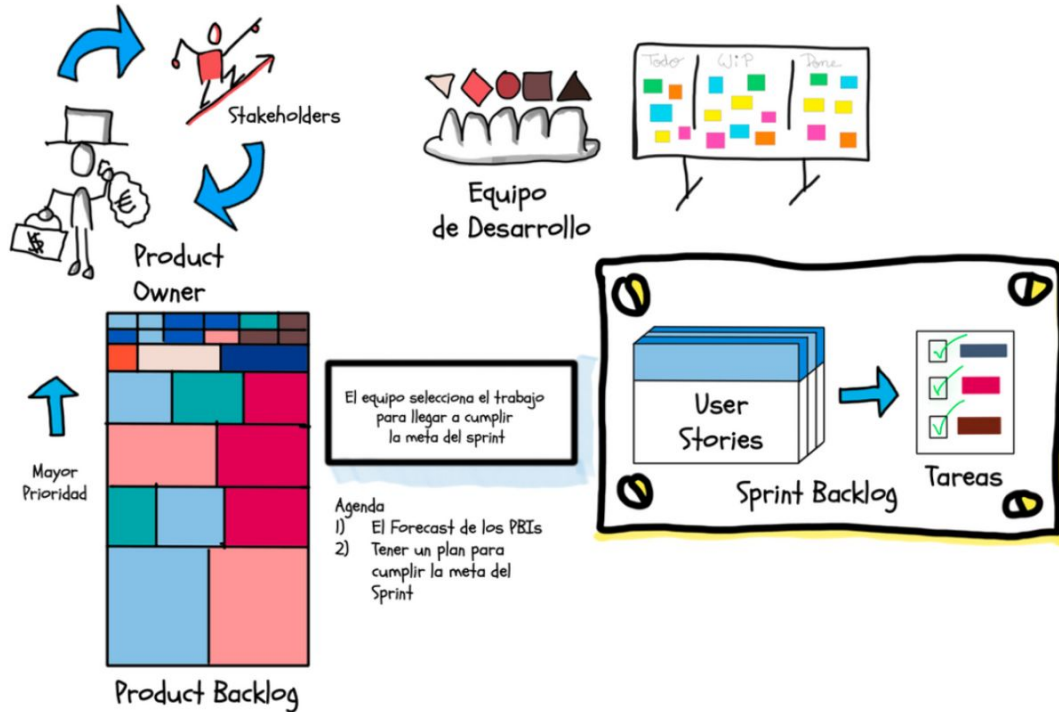 Stakeholders
Todo
WiP
Done
Equipo
de Desarrollo
€
$
Product
Owner
El equipo selecciona el trabajo
para llegar a cumplir
la meta del sprint
Mayor
Prioridad
Agenda
1) El Forecast de los PBIs
2) Tener un plan para
cumplir la meta del
Sprint
User
Stories
Sprint Backlog
Tareas
Product Backlog